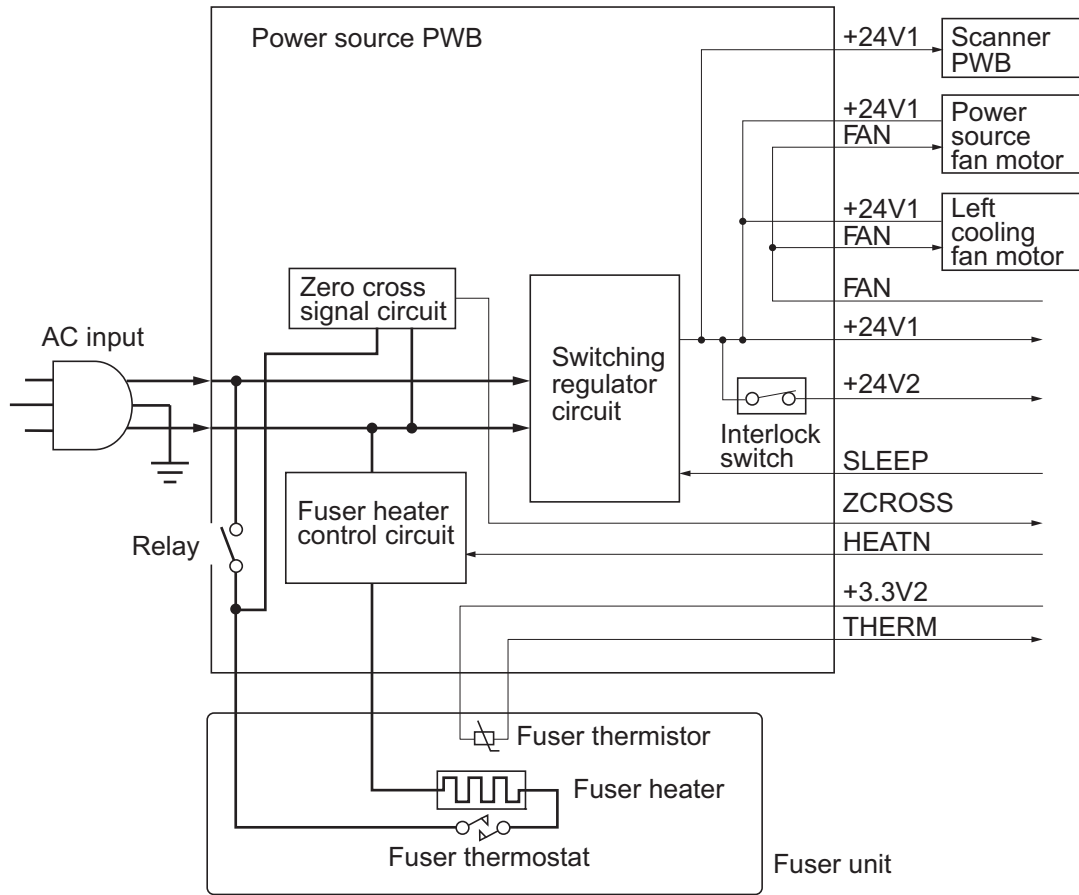 Power source PWB
+24V1
Scanner
PWB
+24V1
FAN
Power
source
fan motor
+24V1
FAN
Left
cooling
fan motor
FAN
+24V1
+24V2
Zero cross
signal circuit
AC input
Switching
regulator
circuit
Interlock
switch
SLEEP
ZCROSS
HEATN
Fuser heater
control circuit
Relay
+3.3V2
THERM
Fuser thermistor
Fuser heater
Fuser thermostat
Fuser unit